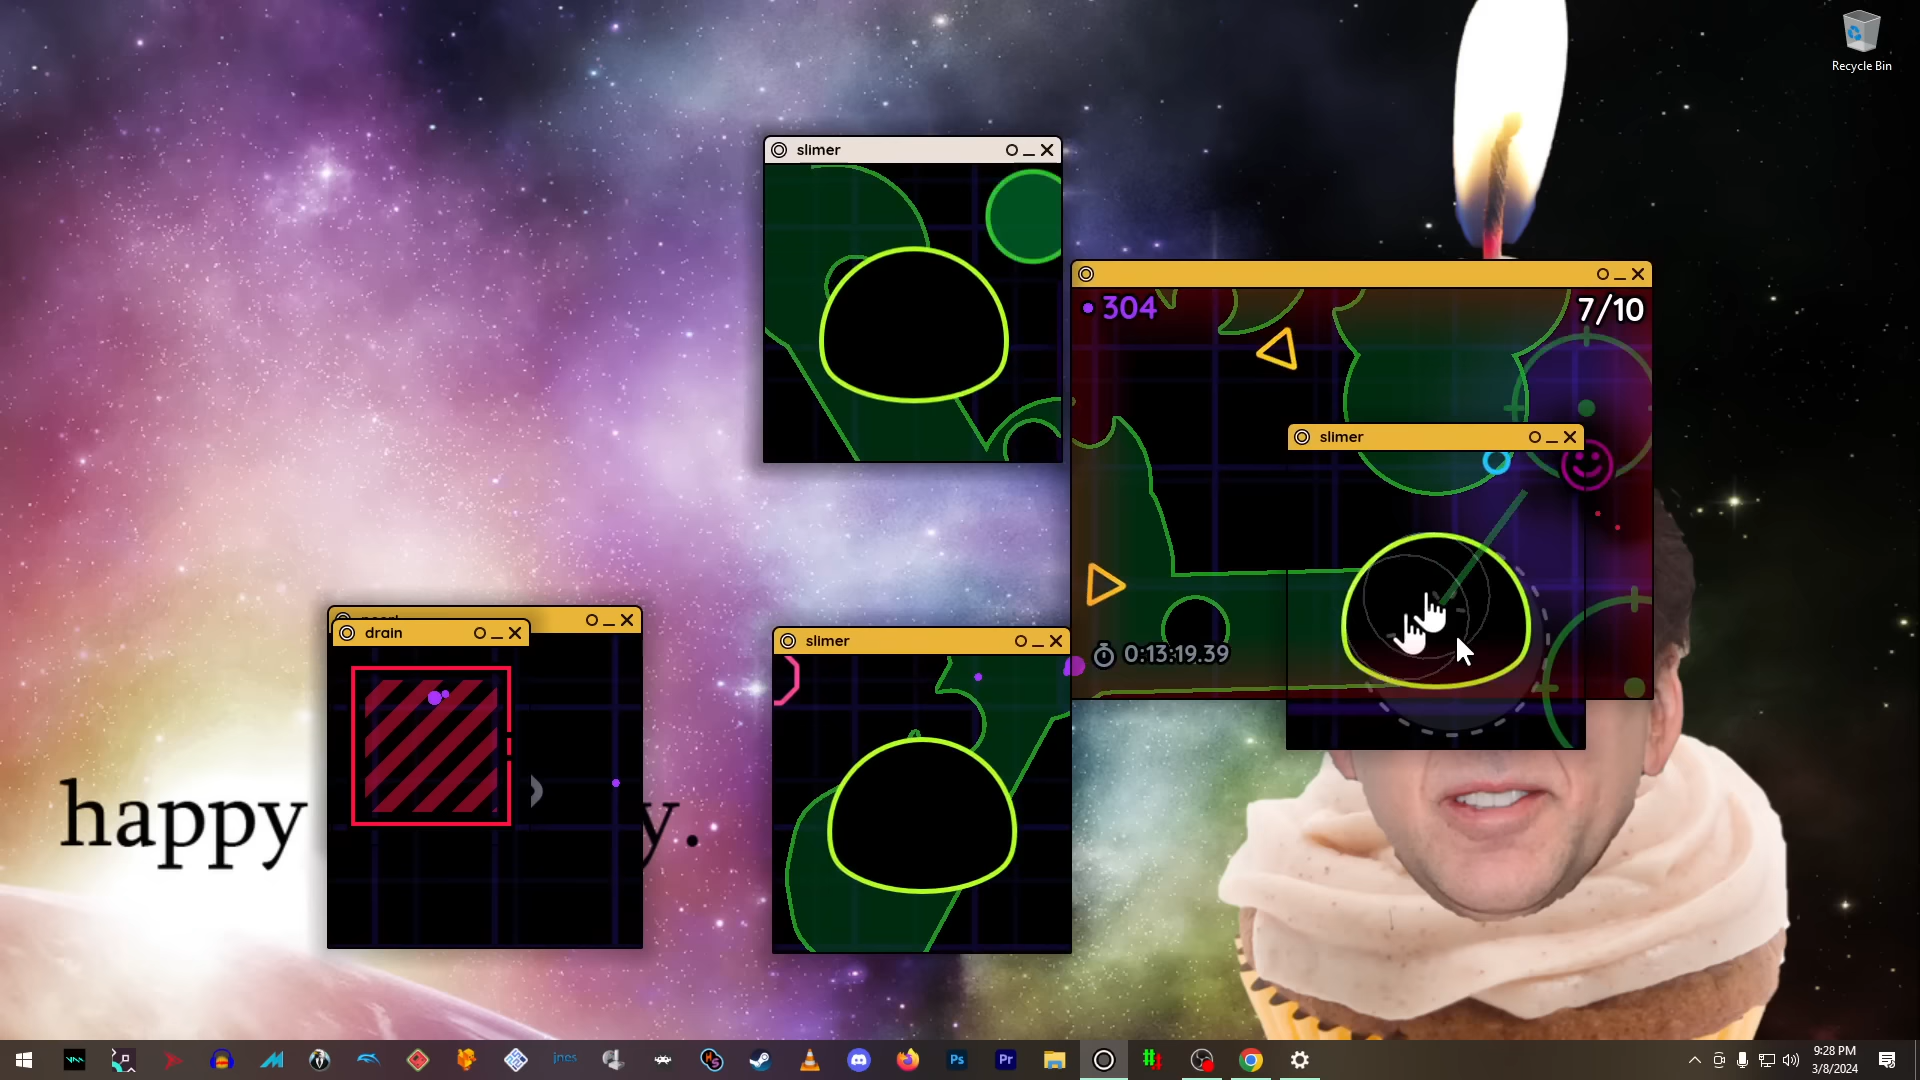 Recycle Bin
slimer
304
7/10
slimer
0:13:19.39
drain
slimer
happy
y.
jnes
Ps
Pr
9:28 PM
3/8/2024